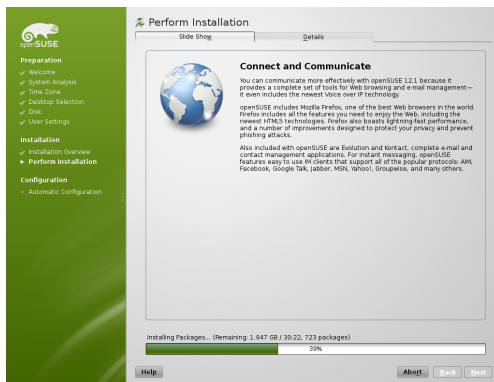 openSUSE
Preparation
Welcome
System Analysis
Time Zone
Desktop Selection
Disk
User Settings
Installation
Installation Overview
Perform Installation
Configuration
Automatic Configuration
Perform Installation
Slide Show
Details
Connect and Communicate
You can communicate more effectively with openSUSE 12.1 because it
provides a complete set of tools for Web browsing and e-mail management—
it even includes the newest Voice over IP technology.
openSUSE includes Mozilla Firefox, one of the best Web browsers in the world.
Firefox includes all the features you need to enjoy the Web, including the
newest HTML5 technologies. Firefox also boasts lightning-fast performance,
and a number of improvements designed to protect your privacy and prevent
phishing attacks.
Also included with openSUSE are Evolution and Kontact, complete e-mail and
contact management applications. For instant messaging, openSUSE
features easy to use IM clients that support all of the popular protocols: AIM,
Facebook, Google Talk, Jabber, MSN, Yahoo!, Groupwise, and many others.
Installing Packages... (Remaining: 1.947 GB / 30:22, 723 packages)
39%
Help
Abort
Back
Next